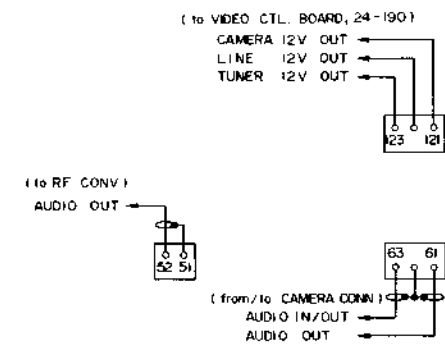 ( to VIDEO CTL. BOARD, 24-190 )
CAMERA 12V OUT
LINE 12V OUT
TUNER 12V OUT
123 121
( to RF CONV )
AUDIO OUT
52 51
63 61
( from/to CAMERA CONN )
AUDIO IN/OUT
AUDIO OUT